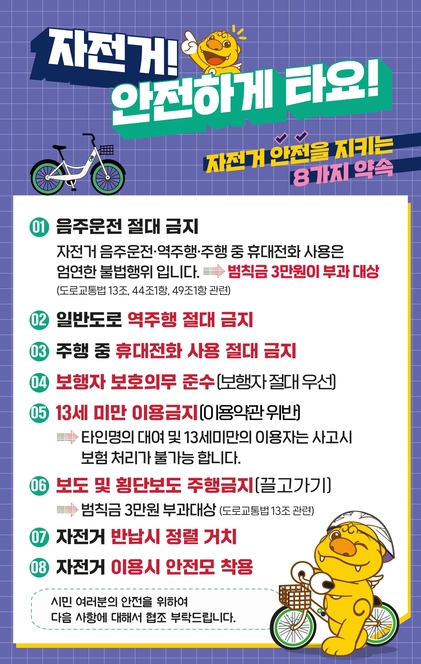 자전거!
안전하게 타요!
자전거 안전을 지키는
8가지 약속
01 음주운전 절대 금지
자전거 음주운전·역주행·주행 중 휴대전화 사용은
엄연한 불법행위 입니다. 범칙금 3만원이 부과 대상
(도로교통법 13조, 44조1항, 49조1항 관련)
02 일반도로 역주행 절대 금지
03 주행 중 휴대전화 사용 절대 금지
04 보행자 보호의무 준수(보행자 절대 우선)
05 13세 미만 이용금지(이용약관 위반)
타인명의 대여 및 13세미만의 이용자는 사고시
보험 처리가 불가능 합니다.
06 보도 및 횡단보도 주행금지(끌고가기)
범칙금 3만원 부과대상 (도로교통법 13조 관련)
07 자전거 반납시 정렬 거치
08 자전거 이용시 안전모 착용
시민 여러분의 안전을 위하여
다음 사항에 대해서 협조 부탁드립니다.